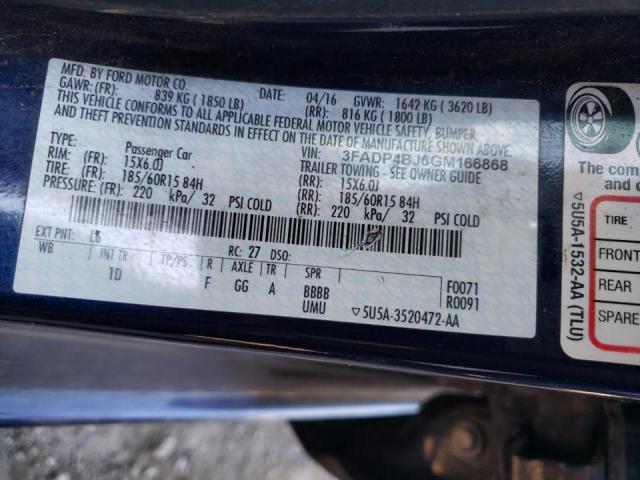 MFD. BY FORD MOTOR CO.
DATE: 04/16 GVWR: 1642 KG ( 3620 LB)
GAWR: (FR): 839 KG ( 1850 LB) (RR): 816 KG ( 1800 LB)
THIS VEHICLE CONFORMS TO ALL APPLICABLE FEDERAL MOTOR VEHICLE SAFETY, BUMPER,
AND THEFT PREVENTION STANDARDS IN EFFECT ON THE DATE OF MANUFACTURE SHOWN ABOVE.
VIN: 3FADP4BJ6GM166868
TYPE: Passenger Car TRAILER TOWING - SEE OWNER GUIDE
RIM: (FR): 15X6.0J (RR): 15X6.0J
TIRE: (FR): 185/60R15 84H (RR): 185/60R15 84H
PRESSURE: (FR): 220 kPa/ 32 PSI COLD (RR): 220 kPa/ 32 PSI COLD
EXT PNT: L6 RC: 27 DSO:
WB INT TR TP/PS R AXLE TR SPR F0071
1D F GG A BBBB R0091
UMU ▽5U5A-3520472-AA
The com
▽5U5A-1532-AA (TLU)
TIRE
FRONT
REAR
SPARE